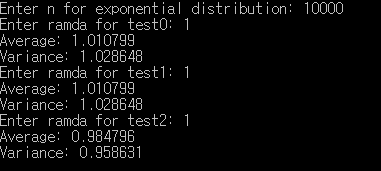 Enter n for exponential distribution: 10000
Enter ramda for test0: 1
Average: 1.010799
Variance: 1.028648
Enter ramda for test1: 1
Average: 1.010799
Variance: 1.028648
Enter ramda for test2: 1
Average: 0.984796
Variance: 0.958631